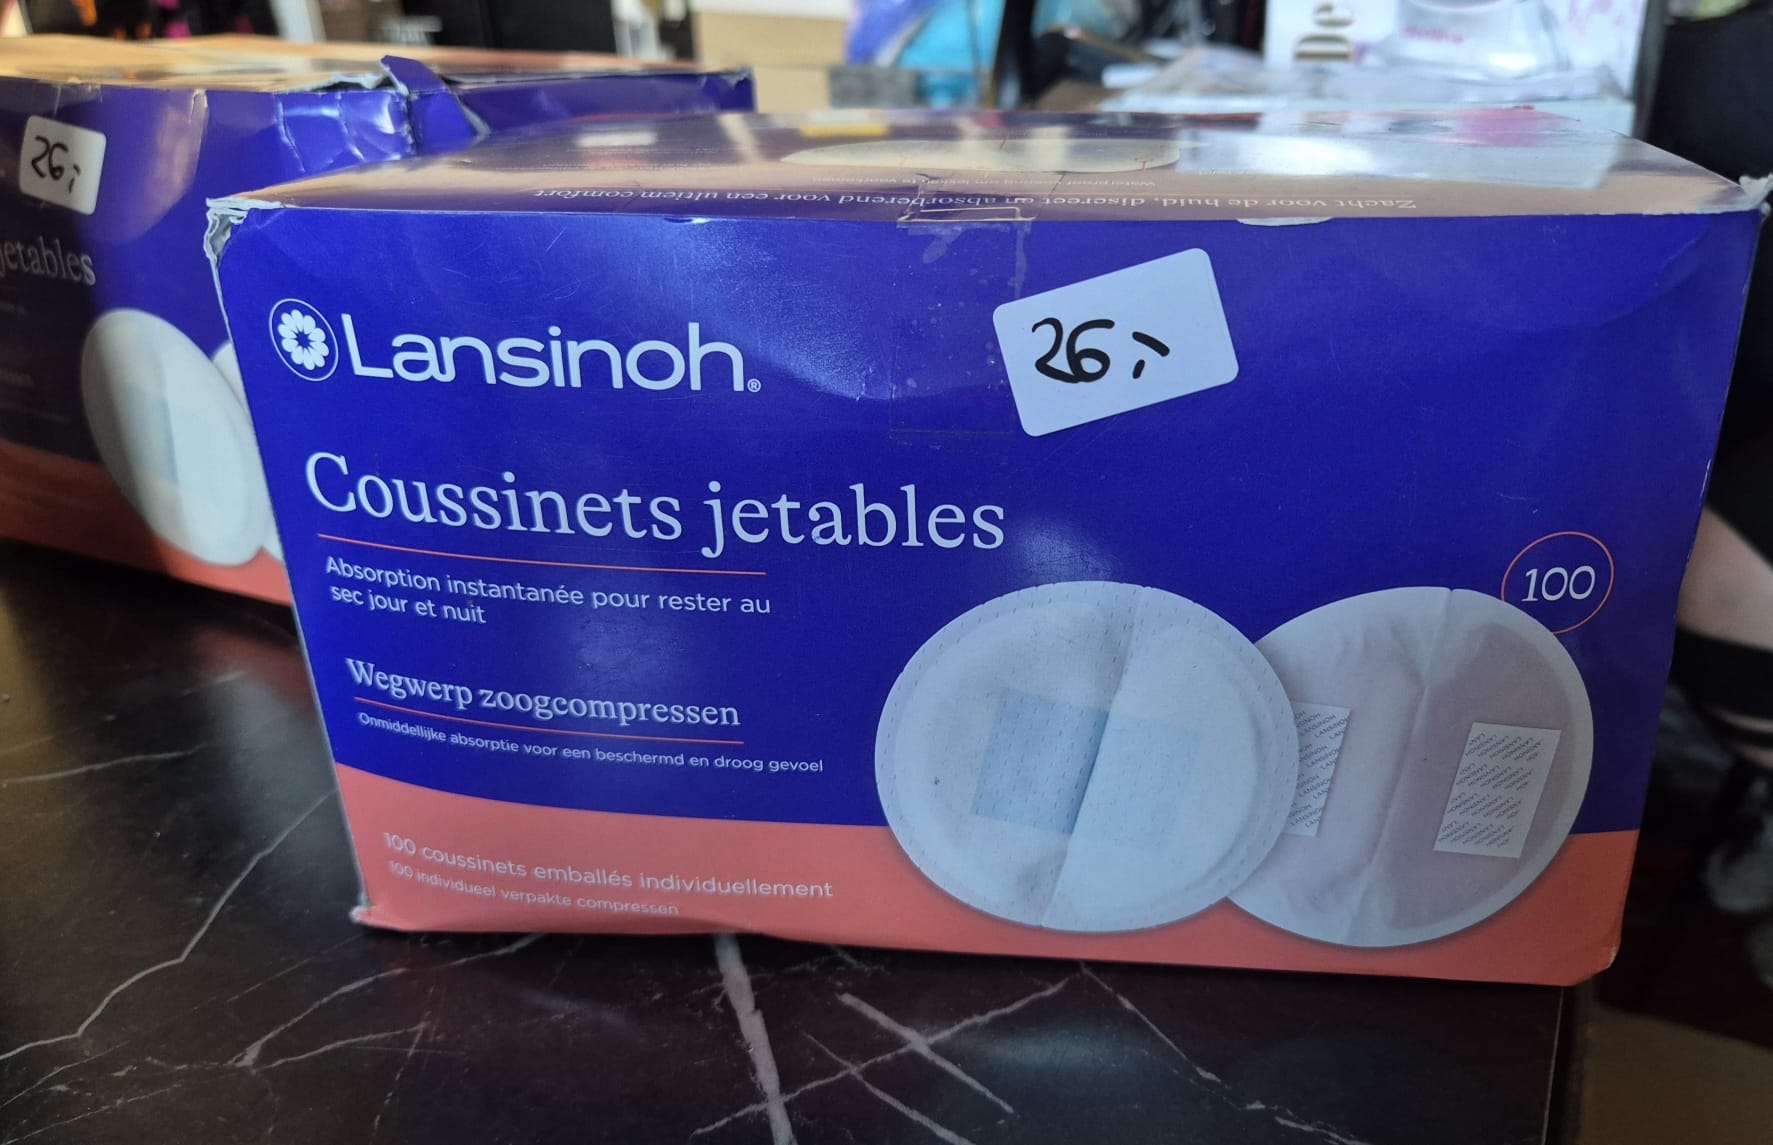 26,-
jetables
Zacht voor de huid, discreet en absorberend voor een ultiem comfort
Lansinoh®
26,-
Coussinets jetables
Absorption instantanée pour rester au
sec jour et nuit
100
Wegwerp zoogcompressen
Onmiddellijke absorptie voor een beschermd en droog gevoel
100 coussinets emballés individuellement
100 individueel verpakte compressen